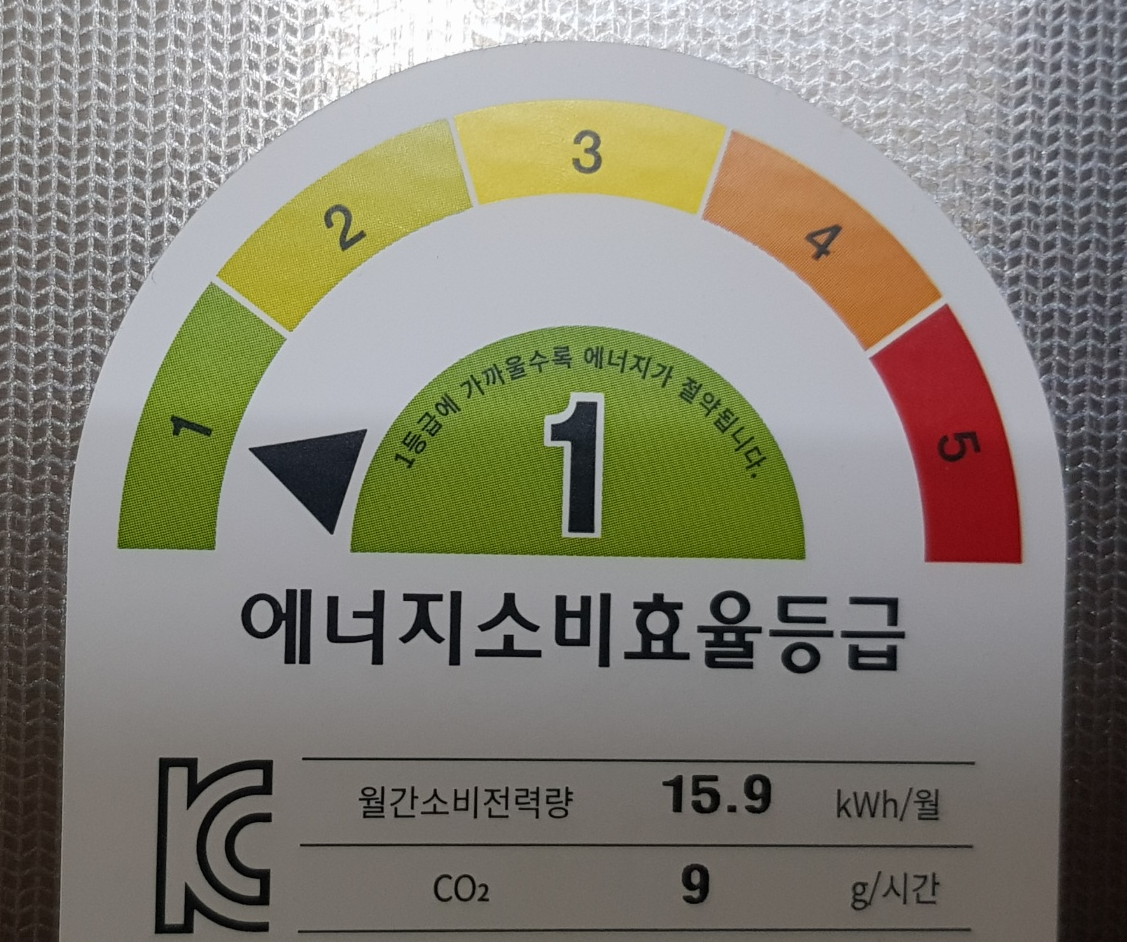 1 2 3 4 5
1등급에 가까울수록 에너지가 절약됩니다.
1
에너지소비효율등급
월간소비전력량 15.9 kWh/월
CO₂ 9 g/시간